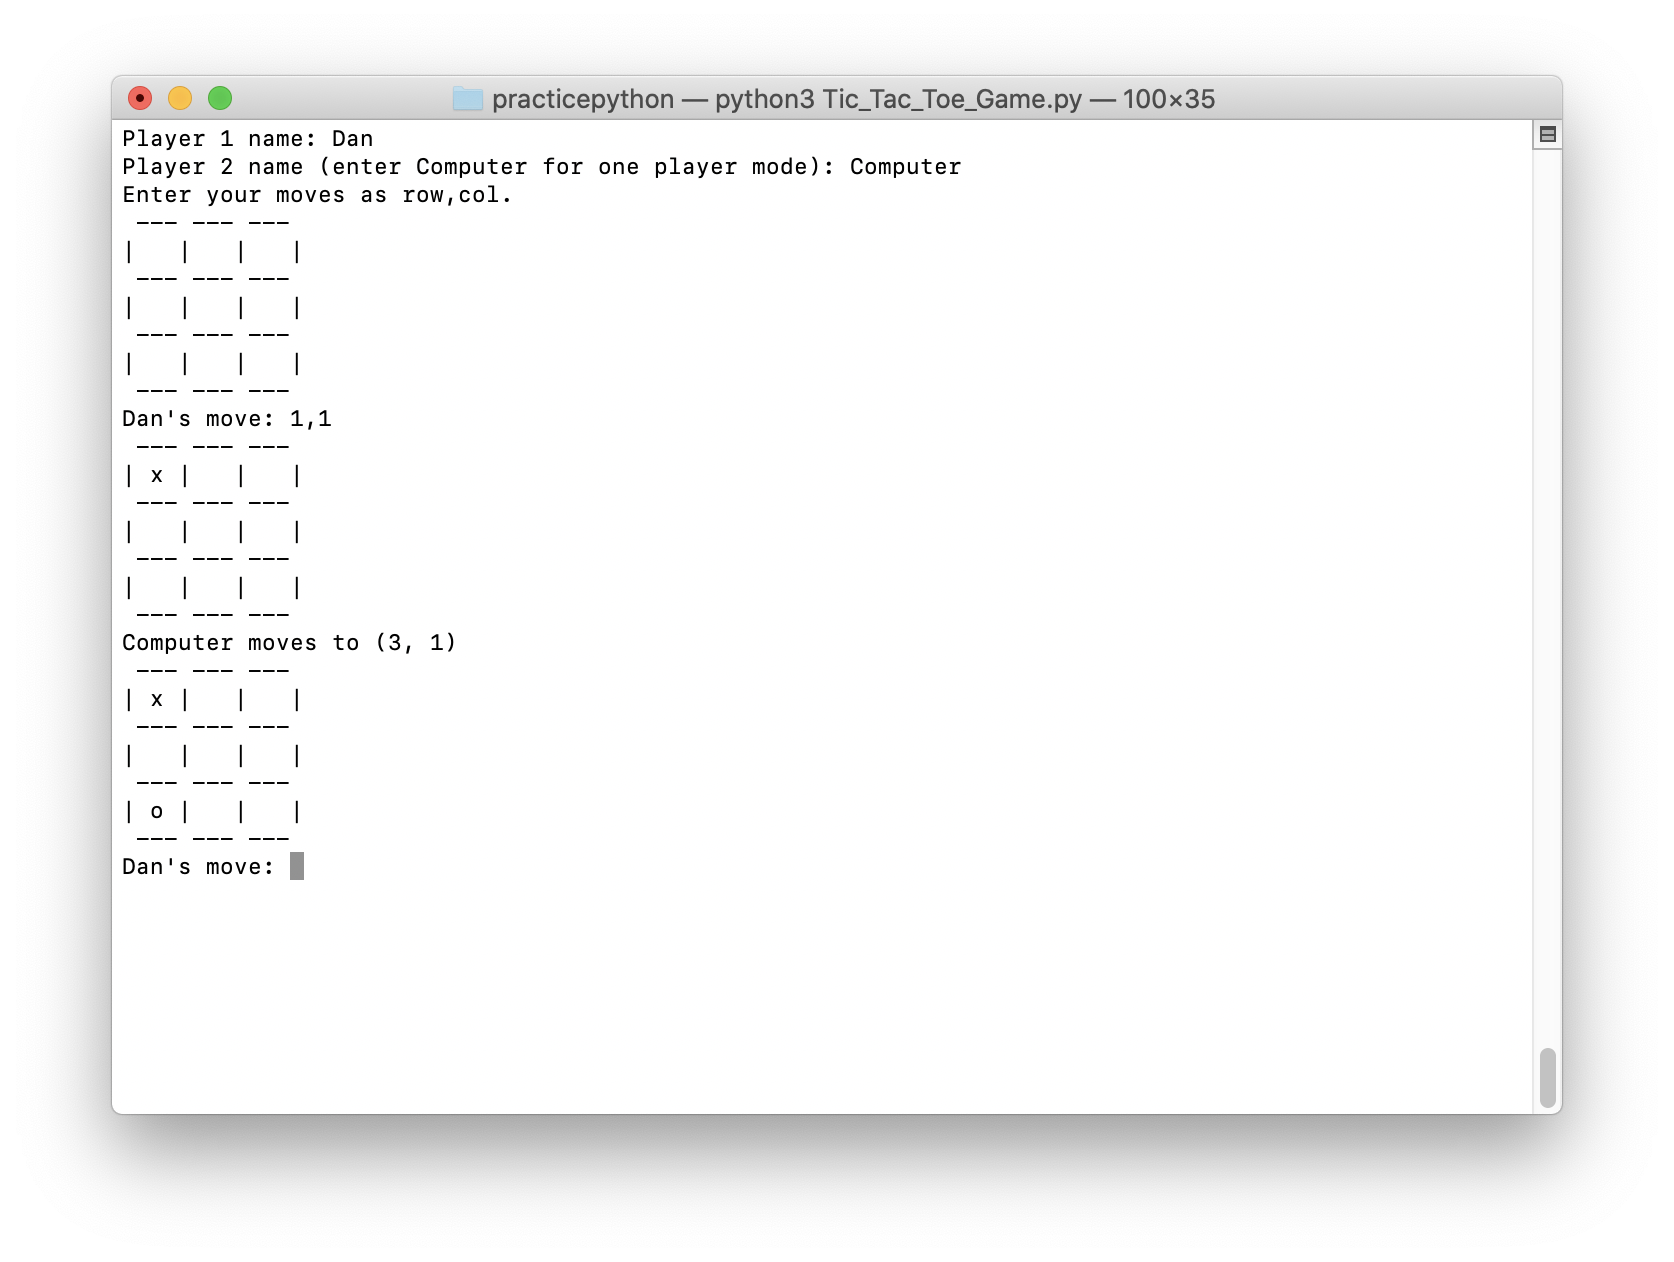 practicepython — python3 Tic_Tac_Toe_Game.py — 100×35
Player 1 name: Dan
Player 2 name (enter Computer for one player mode): Computer
Enter your moves as row,col.
 --- --- ---
|   |   |   |
 --- --- ---
|   |   |   |
 --- --- ---
|   |   |   |
 --- --- ---
Dan's move: 1,1
 --- --- ---
| x |   |   |
 --- --- ---
|   |   |   |
 --- --- ---
|   |   |   |
 --- --- ---
Computer moves to (3, 1)
 --- --- ---
| x |   |   |
 --- --- ---
|   |   |   |
 --- --- ---
| o |   |   |
 --- --- ---
Dan's move: